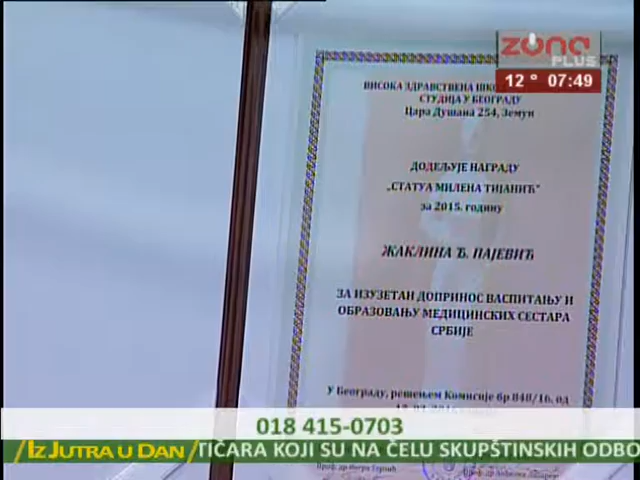 zona
PLUS
12 ° 07:49
ВИСОКА ЗДРАВСТВЕНА
СТУДИЈА У БЕОГРАДУ
Цара Душана 254, Земун
ДОДЕЉУЈЕ НАГРАДУ
„СТАТУА МИЛЕНА ТИЈАНИЋ“
за 2015. годину
ЖАКЛИНА Ђ. ПАЈЕВИЋ
ЗА ИЗУЗЕТАН ДОПРИНОС ВАСПИТАЊУ И
ОБРАЗОВАЊУ МЕДИЦИНСКИХ СЕСТАРА
СРБИЈЕ
У Београду, решењем Комисије бр 848/16, од
018 415-0703
IZ JUTRA U DAN
TIČARA KOJI SU NA ČELU SKUPŠTINSKIH ODBO